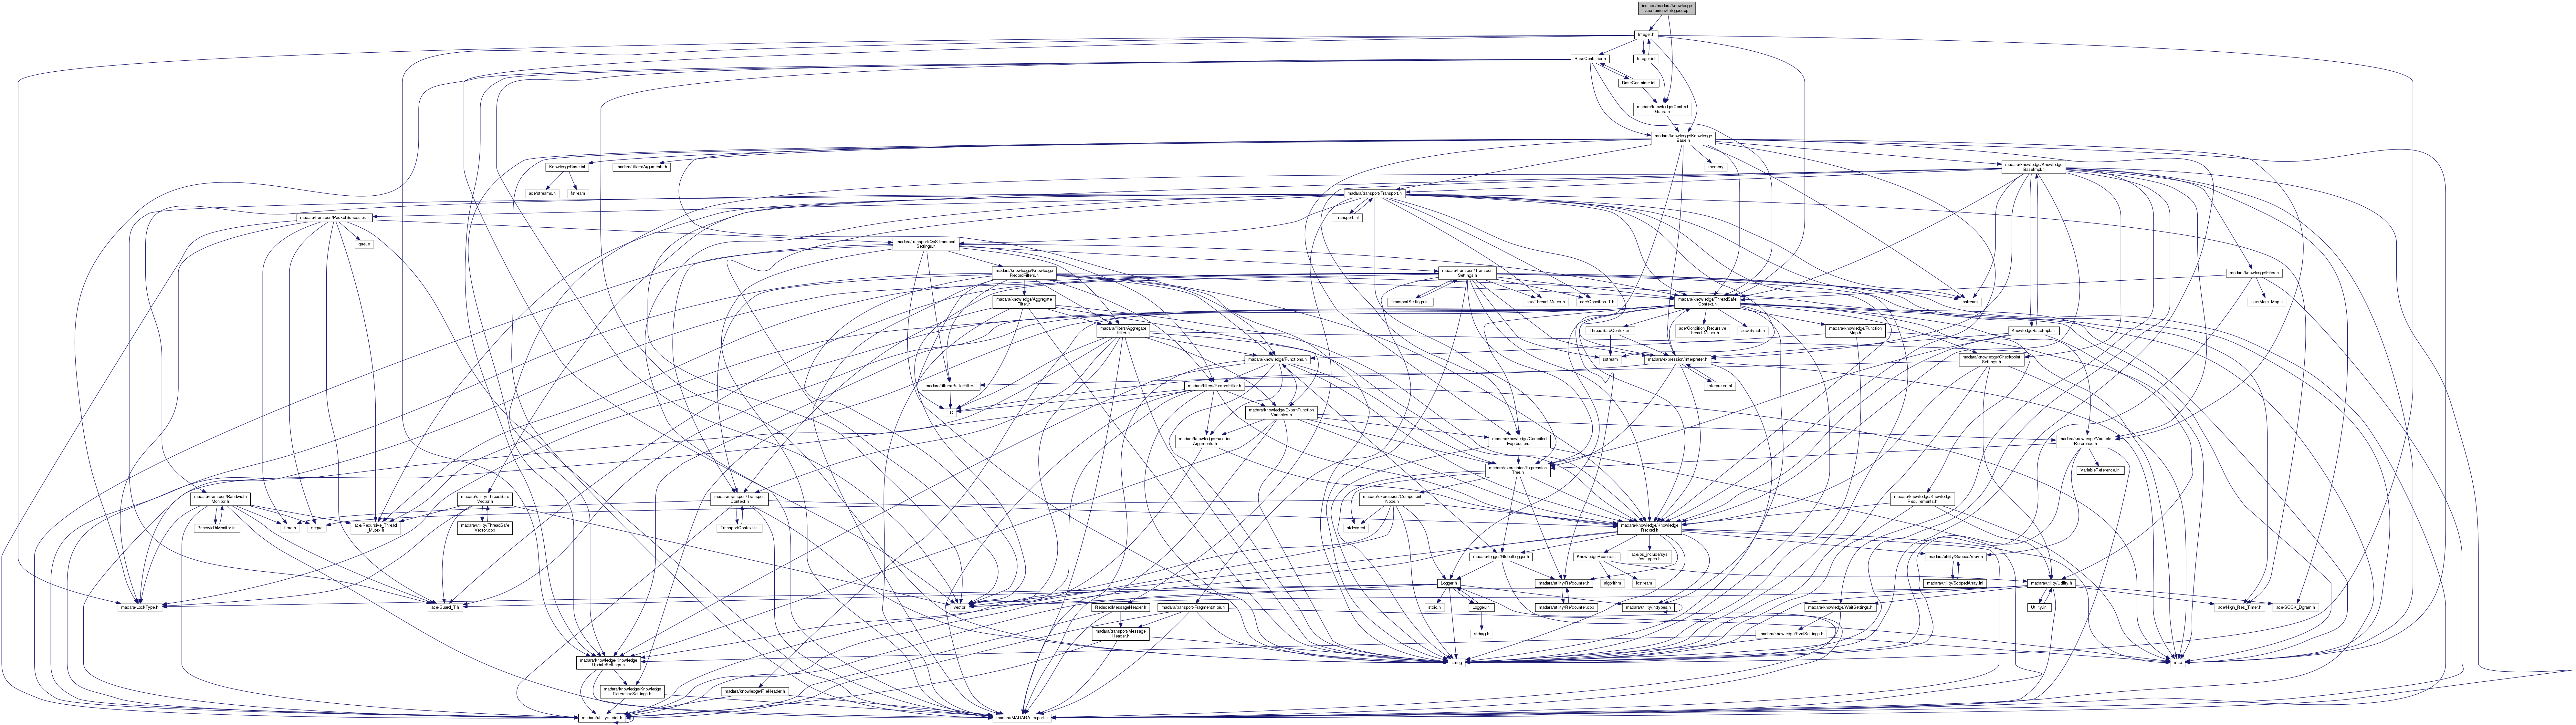 include/madara/knowledge
/containers/Integer.cpp
Integer.h
BaseContainer.h
Integer.inl
BaseContainer.inl
madara/knowledge/Context
Guard.h
madara/knowledge/Knowledge
Base.h
KnowledgeBase.inl
madara/filters/Arguments.h
memory
madara/knowledge/Knowledge
BaseImpl.h
ace/streams.h
fstream
madara/transport/Transport.h
madara/transport/PacketScheduler.h
Transport.inl
queue
madara/transport/QoSTransport
Settings.h
madara/knowledge/Knowledge
RecordFilters.h
madara/transport/Transport
Settings.h
madara/knowledge/Files.h
madara/knowledge/Aggregate
Filter.h
TransportSettings.inl
ace/Thread_Mutex.h
ace/Condition_T.h
madara/knowledge/ThreadSafe
Context.h
ostream
ace/Mem_Map.h
madara/filters/Aggregate
Filter.h
ThreadSafeContext.inl
ace/Condition_Recursive
_Thread_Mutex.h
ace/Synch.h
madara/knowledge/Function
Map.h
KnowledgeBaseImpl.inl
madara/knowledge/Functions.h
sstream
madara/expression/Interpreter.h
madara/knowledge/Checkpoint
Settings.h
madara/filters/BufferFilter.h
madara/filters/RecordFilter.h
Interpreter.inl
list
madara/knowledge/ExternFunction
Variables.h
madara/knowledge/Function
Arguments.h
madara/knowledge/Compiled
Expression.h
madara/knowledge/Variable
Reference.h
madara/expression/Expression
Tree.h
VariableReference.inl
madara/transport/Bandwidth
Monitor.h
madara/utility/ThreadSafe
Vector.h
madara/transport/Transport
Context.h
madara/expression/Component
Node.h
madara/knowledge/Knowledge
Requirements.h
BandwidthMonitor.inl
time.h
deque
ace/Recursive_Thread
_Mutex.h
madara/utility/ThreadSafe
Vector.cpp
TransportContext.inl
stdexcept
madara/knowledge/Knowledge
Record.h
madara/logger/GlobalLogger.h
KnowledgeRecord.inl
ace/os_include/sys
/os_types.h
madara/utility/ScopedArray.h
Logger.h
madara/utility/Refcounter.h
algorithm
iostream
madara/utility/ScopedArray.inl
madara/utility/Utility.h
madara/LockType.h
ace/Guard_T.h
vector
ReducedMessageHeader.h
madara/transport/Fragmentation.h
stdio.h
Logger.inl
madara/utility/Refcounter.cpp
madara/utility/inttypes.h
madara/knowledge/WaitSettings.h
Utility.inl
ace/High_Res_Timer.h
ace/SOCK_Dgram.h
madara/transport/Message
Header.h
stdarg.h
madara/knowledge/EvalSettings.h
madara/knowledge/Knowledge
UpdateSettings.h
string
map
madara/knowledge/Knowledge
ReferenceSettings.h
madara/knowledge/FileHeader.h
madara/utility/stdint.h
madara/MADARA_export.h